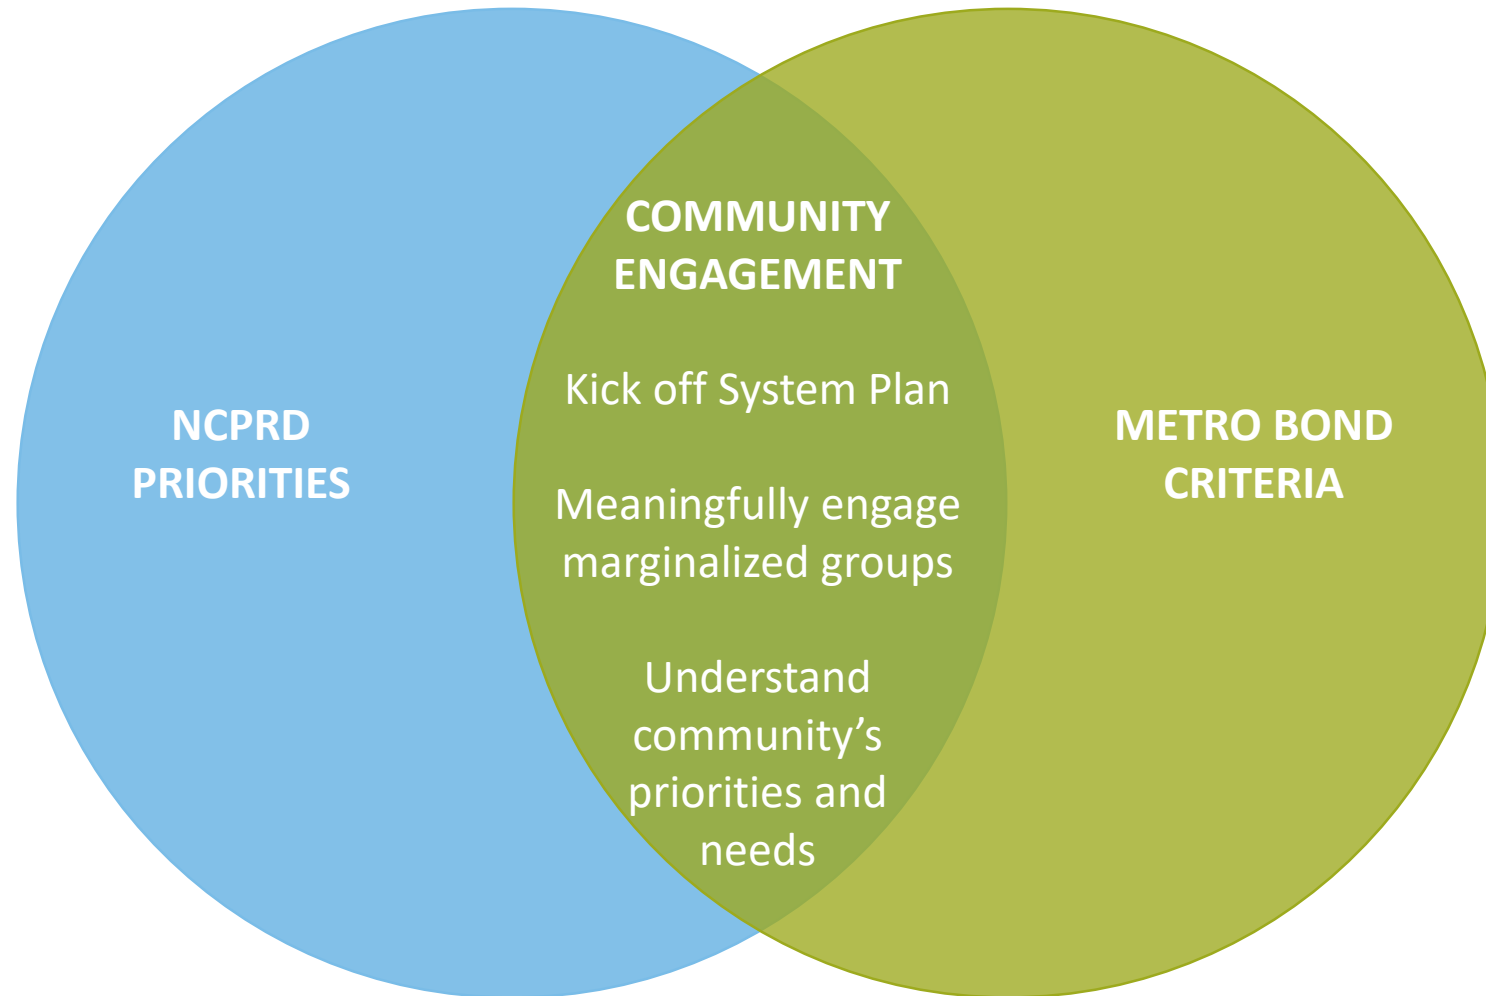 NCPRD
PRIORITIES
COMMUNITY
ENGAGEMENT
Kick off System Plan
Meaningfully engage
marginalized groups
Understand
community’s
priorities and
needs
METRO BOND
CRITERIA